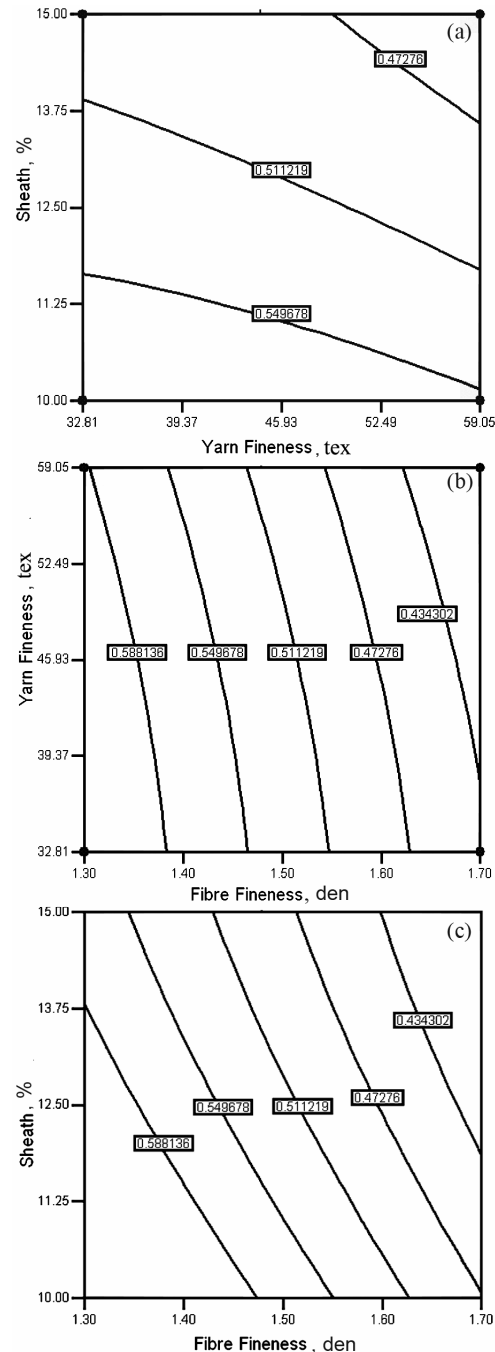 (a)
15.00
0.47276
13.75
0.511219
12.50
11.25
0.549678
10.00
Sheath, %
32.81 39.37 45.93 52.49 59.05
Yarn Fineness, tex
(b)
59.05
52.49
0.434302
45.93
0.588136 0.549678 0.511219 0.47276
39.37
32.81
Yarn Fineness, tex
1.30 1.40 1.50 1.60 1.70
Fibre Fineness, den
(c)
15.00
13.75
0.434302
12.50
0.549678 0.511219 0.47276
0.588136
11.25
10.00
Sheath, %
1.30 1.40 1.50 1.60 1.70
Fibre Fineness, den